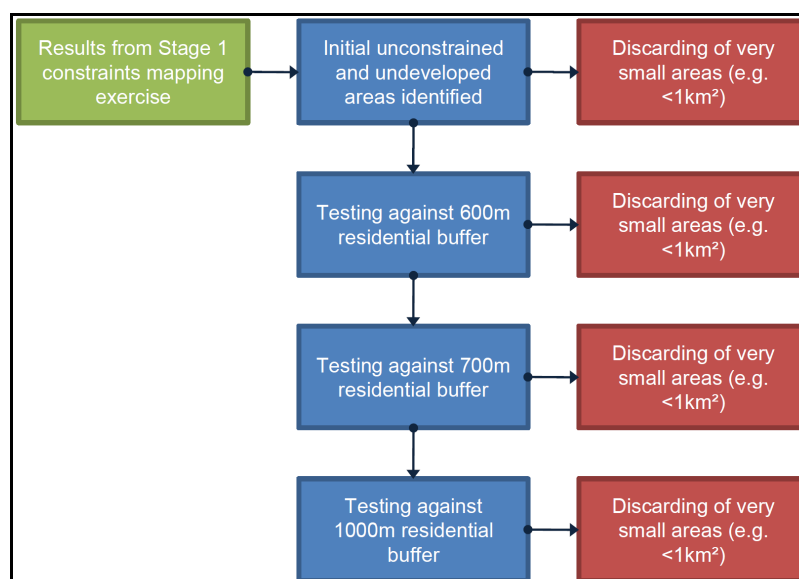 Results from Stage 1
constraints mapping
exercise
Initial unconstrained
and undeveloped
areas identified
Discarding of very
small areas (e.g.
<1km²)
Testing against 600m
residential buffer
Discarding of very
small areas (e.g.
<1km²)
Testing against 700m
residential buffer
Discarding of very
small areas (e.g.
<1km²)
Testing against
1000m residential
buffer
Discarding of very
small areas (e.g.
<1km²)